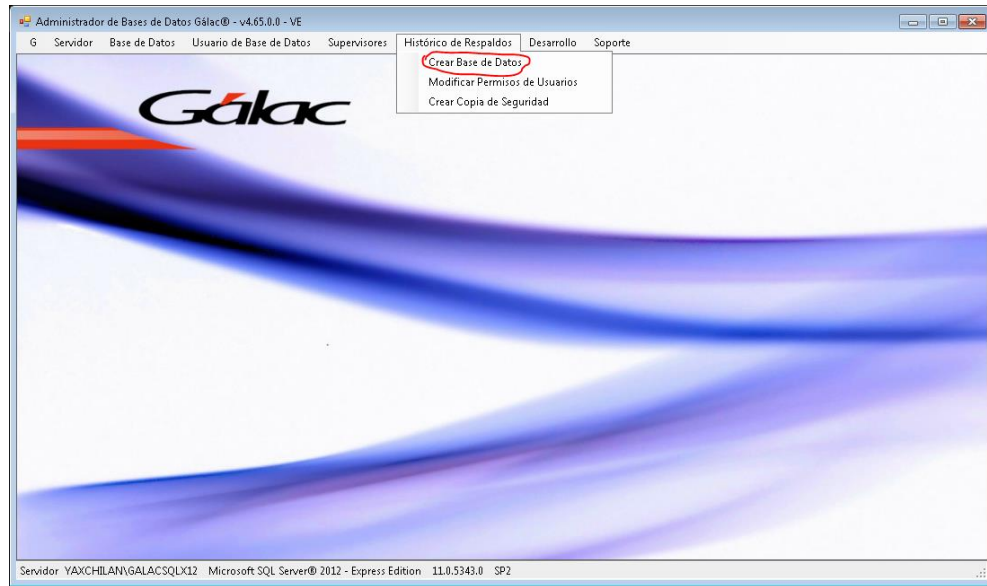 Administrador de Bases de Datos Gálac® - v4.65.0.0 - VE
G Servidor Base de Datos Usuario de Base de Datos Supervisores Histórico de Respaldos Desarrollo Soporte
Crear Base de Datos
Modificar Permisos de Usuarios
Crear Copia de Seguridad
Gálac
Servidor YAXCHILAN\GALACSQLX12 Microsoft SQL Server® 2012 - Express Edition 11.0.5343.0 SP2